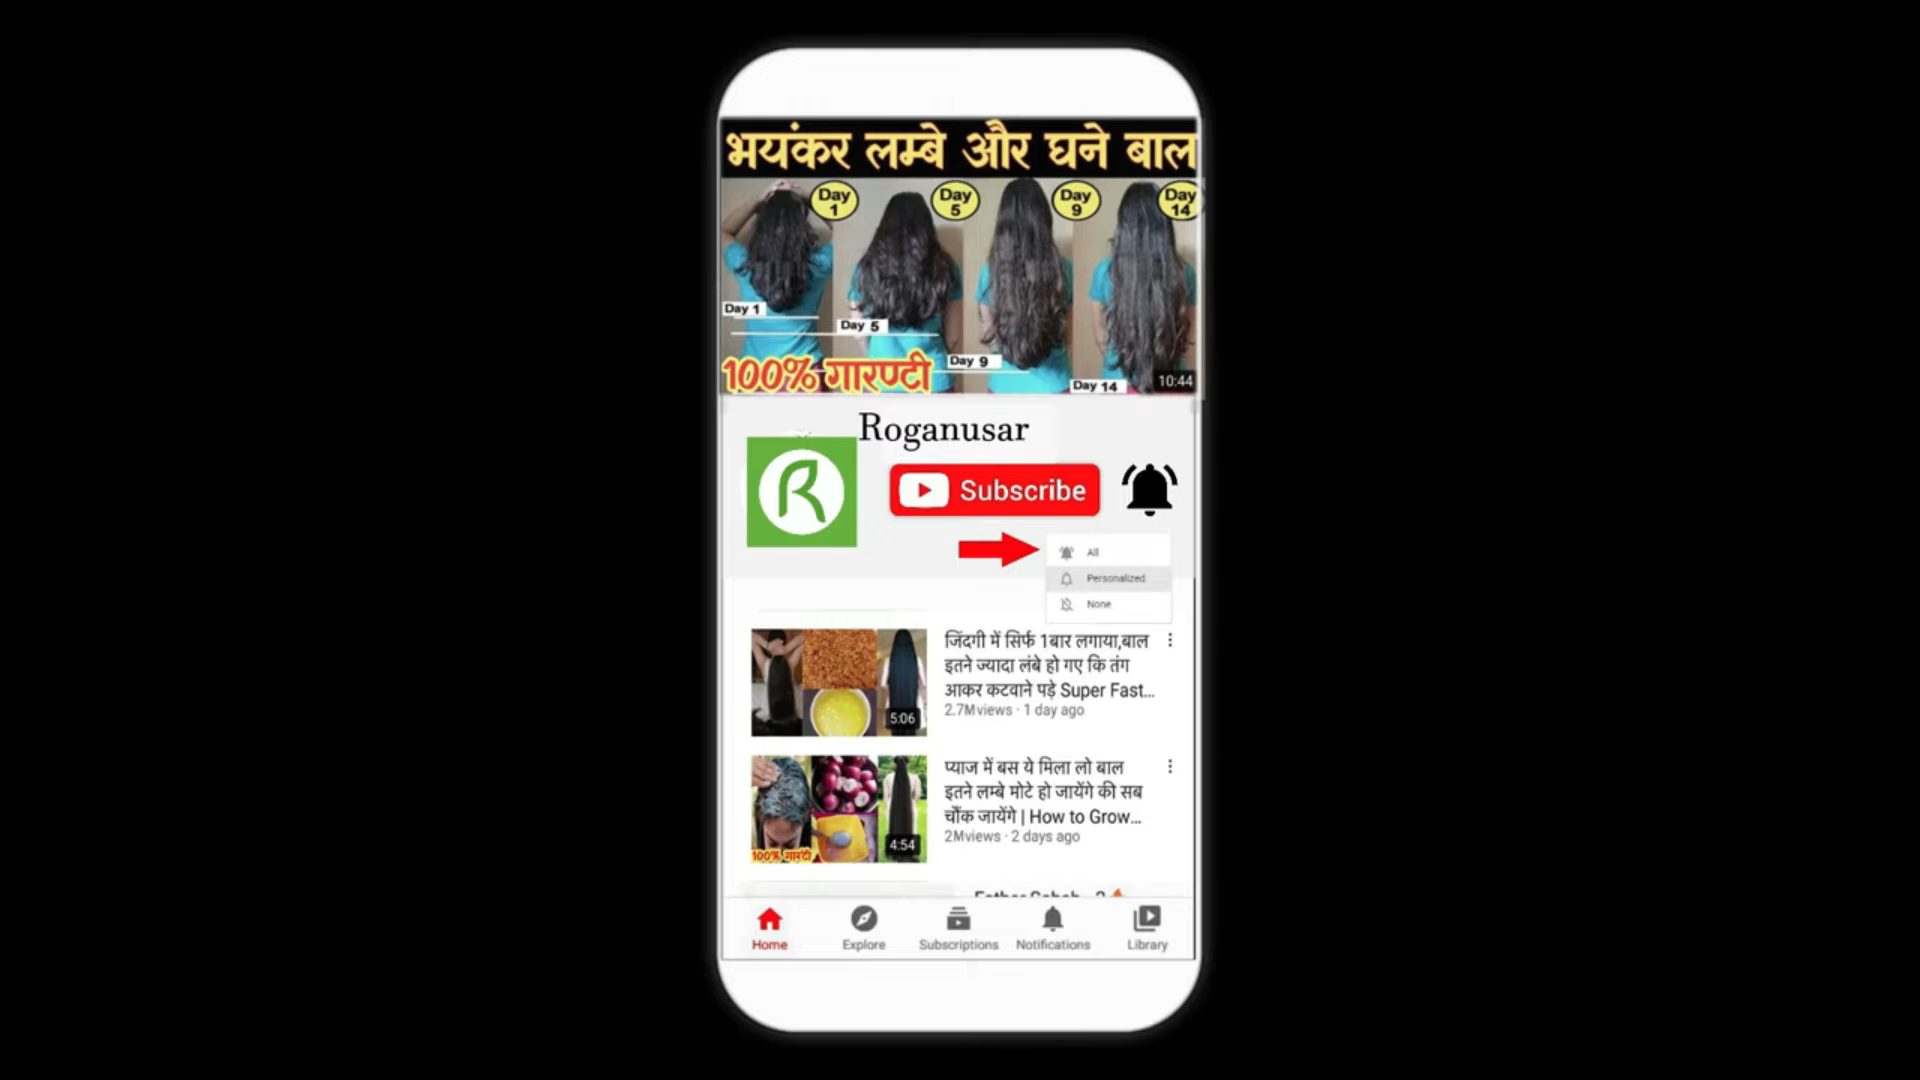 भयंकर लम्बे और घने बाल
Day 1
Day 5
Day 9
Day 14
Day 1
Day 5
Day 9
Day 14
100% गारण्टी
10:44
Roganusar
Subscribe
All
Personalized
None
जिंदगी में सिर्फ 1बार लगाया,बाल
इतने ज्यादा लंबे हो गए कि तंग
आकर कटवाने पड़े Super Fast...
2.7M views · 1 day ago
5:06
प्याज में बस ये मिला लो बाल
इतने लम्बे मोटे हो जायेंगे की सब
चौंक जायेंगे | How to Grow...
2M views · 2 days ago
100% गारंटी
4:54
Home
Explore
Subscriptions
Notifications
Library